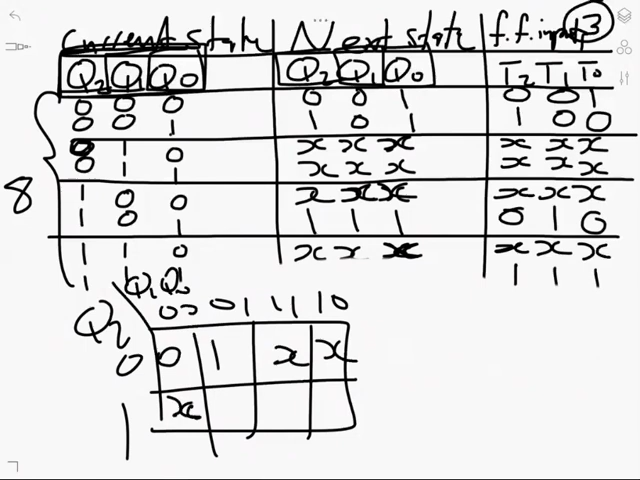 Current state Next state f.f. input 3
Q2 Q1 Q0 Q2 Q1 Q0 T2 T1 T0
0 0 0 0 0 1 0 0 1
0 0 1 1 0 1 1 0 0
0 1 0 x x x x x x
0 1 1 x x x x x x
8 1 0 0 x x x x x x
1 0 1 1 1 1 0 1 0
1 1 0 x x x x x x
1 1 1 1 1
Q1 Q0
Q2 00 01 11 10
0 0 1 x x
1 x